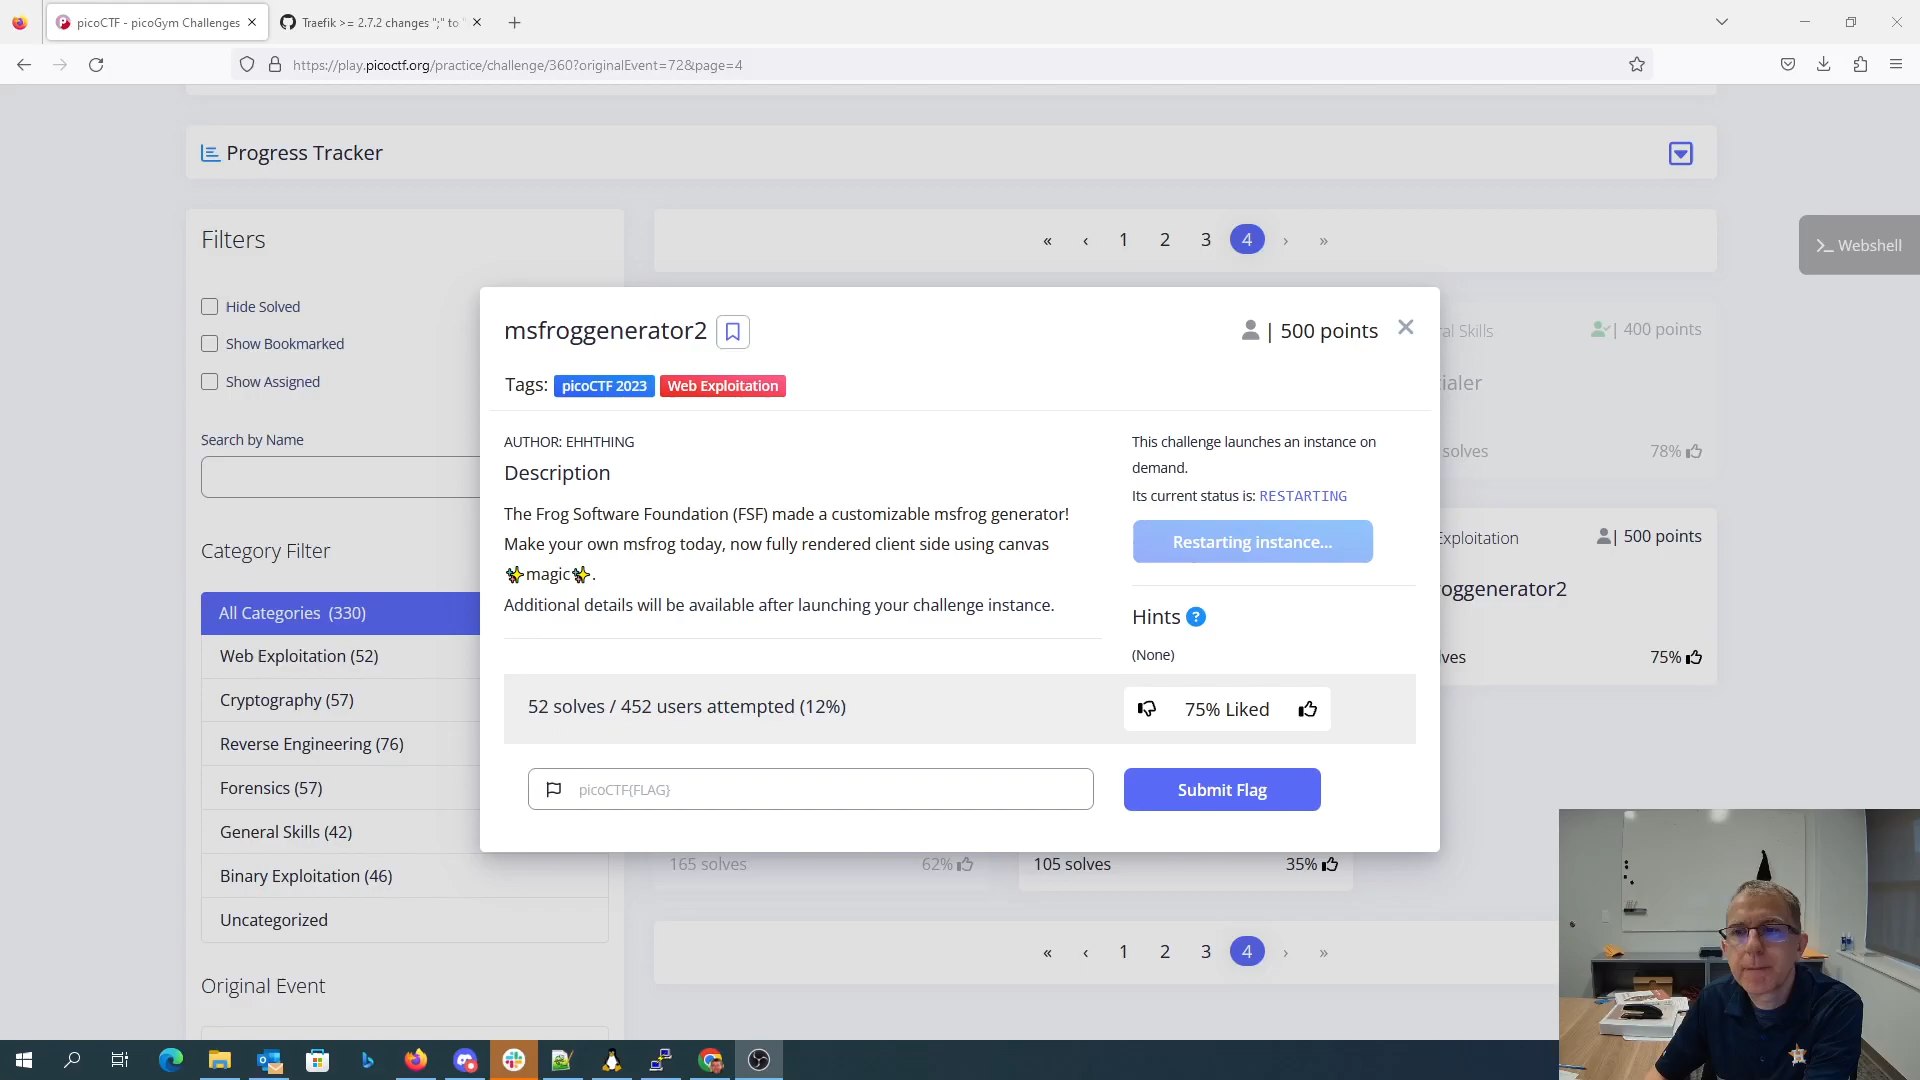 picoCTF - picoGym Challenges
Traefik >= 2.7.2 changes ";" to
https://play.picoctf.org/practice/challenge/360?originalEvent=72&page=4
Progress Tracker
Filters
« ‹ 1 2 3 4 › »
Webshell
Hide Solved
Show Bookmarked
Show Assigned
Search by Name
Category Filter
All Categories (330)
Web Exploitation (52)
Cryptography (57)
Reverse Engineering (76)
Forensics (57)
General Skills (42)
Binary Exploitation (46)
Uncategorized
Original Event
msfroggenerator2
| 500 points
Tags: picoCTF 2023 Web Exploitation
AUTHOR: EHHTHING
Description
The Frog Software Foundation (FSF) made a customizable msfrog generator!
Make your own msfrog today, now fully rendered client side using canvas
✨magic✨.
Additional details will be available after launching your challenge instance.
This challenge launches an instance on
demand.
Its current status is: RESTARTING
Restarting instance...
Hints ?
(None)
52 solves / 452 users attempted (12%)
75% Liked
picoCTF{FLAG}
Submit Flag
al Skills
| 400 points
ialer
solves
78%
Exploitation
| 500 points
oggenerator2
lves
75%
165 solves
62%
105 solves
35%
« ‹ 1 2 3 4 › »